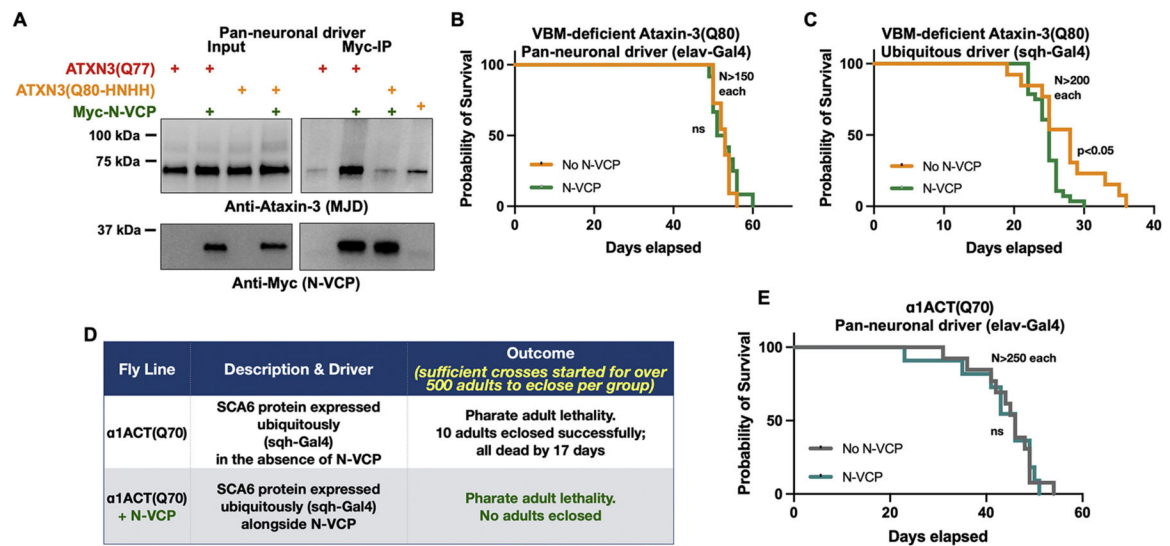 A
Pan-neuronal driver
Input
Myc-IP
ATXN3(Q77)
+ + + +
ATXN3(Q80-HNHH)
+ + + +
Myc-N-VCP
+ + + +
100 kDa
75 kDa
Anti-Ataxin-3 (MJD)
37 kDa
Anti-Myc (N-VCP)
B
VBM-deficient Ataxin-3(Q80)
Pan-neuronal driver (elav-Gal4)
Probability of Survival
100
50
0
N>150
each
ns
No N-VCP
N-VCP
0 20 40 60
Days elapsed
C
VBM-deficient Ataxin-3(Q80)
Ubiquitous driver (sqh-Gal4)
Probability of Survival
100
50
0
N>200
each
p<0.05
No N-VCP
N-VCP
0 10 20 30 40
Days elapsed
D
Fly Line
Description & Driver
Outcome
(sufficient crosses started for over
500 adults to eclose per group)
α1ACT(Q70)
SCA6 protein expressed
ubiquitously
(sqh-Gal4)
in the absence of N-VCP
Pharate adult lethality.
10 adults eclosed successfully;
all dead by 17 days
α1ACT(Q70)
+ N-VCP
SCA6 protein expressed
ubiquitously (sqh-Gal4)
alongside N-VCP
Pharate adult lethality.
No adults eclosed
E
α1ACT(Q70)
Pan-neuronal driver (elav-Gal4)
Probability of Survival
100
50
0
N>250 each
ns
No N-VCP
N-VCP
0 20 40 60
Days elapsed